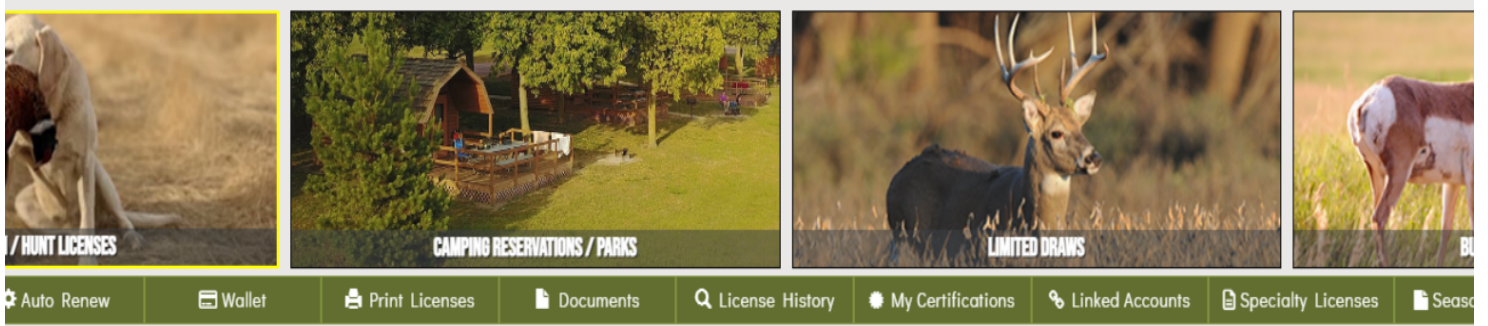 / HUNT LICENSES
CAMPING RESERVATIONS / PARKS
LIMITED DRAWS
Auto Renew
Wallet
Print Licenses
Documents
License History
My Certifications
Linked Accounts
Specialty Licenses